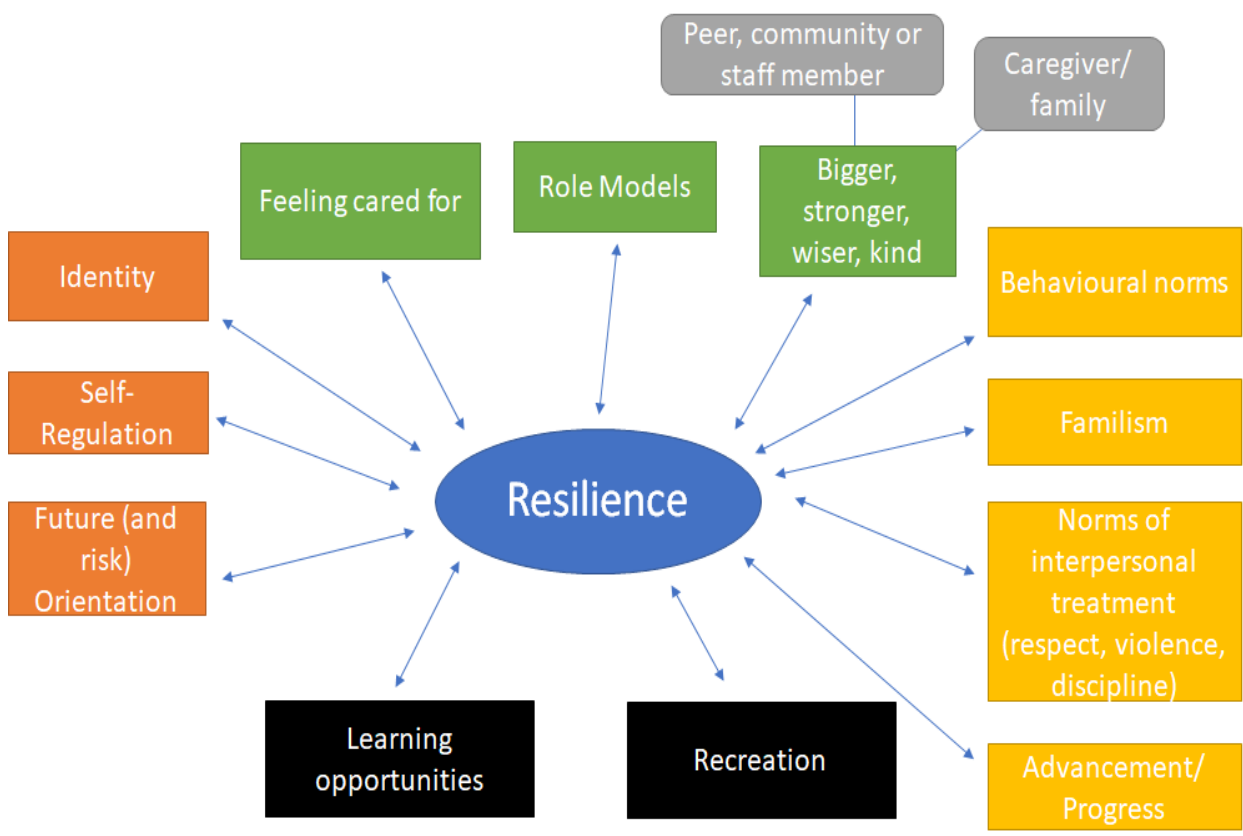 Peer, community or
staff member
Caregiver/
family
Feeling cared for
Role Models
Bigger,
stronger,
wiser, kind
Identity
Behavioural norms
Self-
Regulation
Familism
Resilience
Future (and
risk)
Orientation
Norms of
interpersonal
treatment
(respect, violence,
discipline)
Learning
opportunities
Recreation
Advancement/
Progress